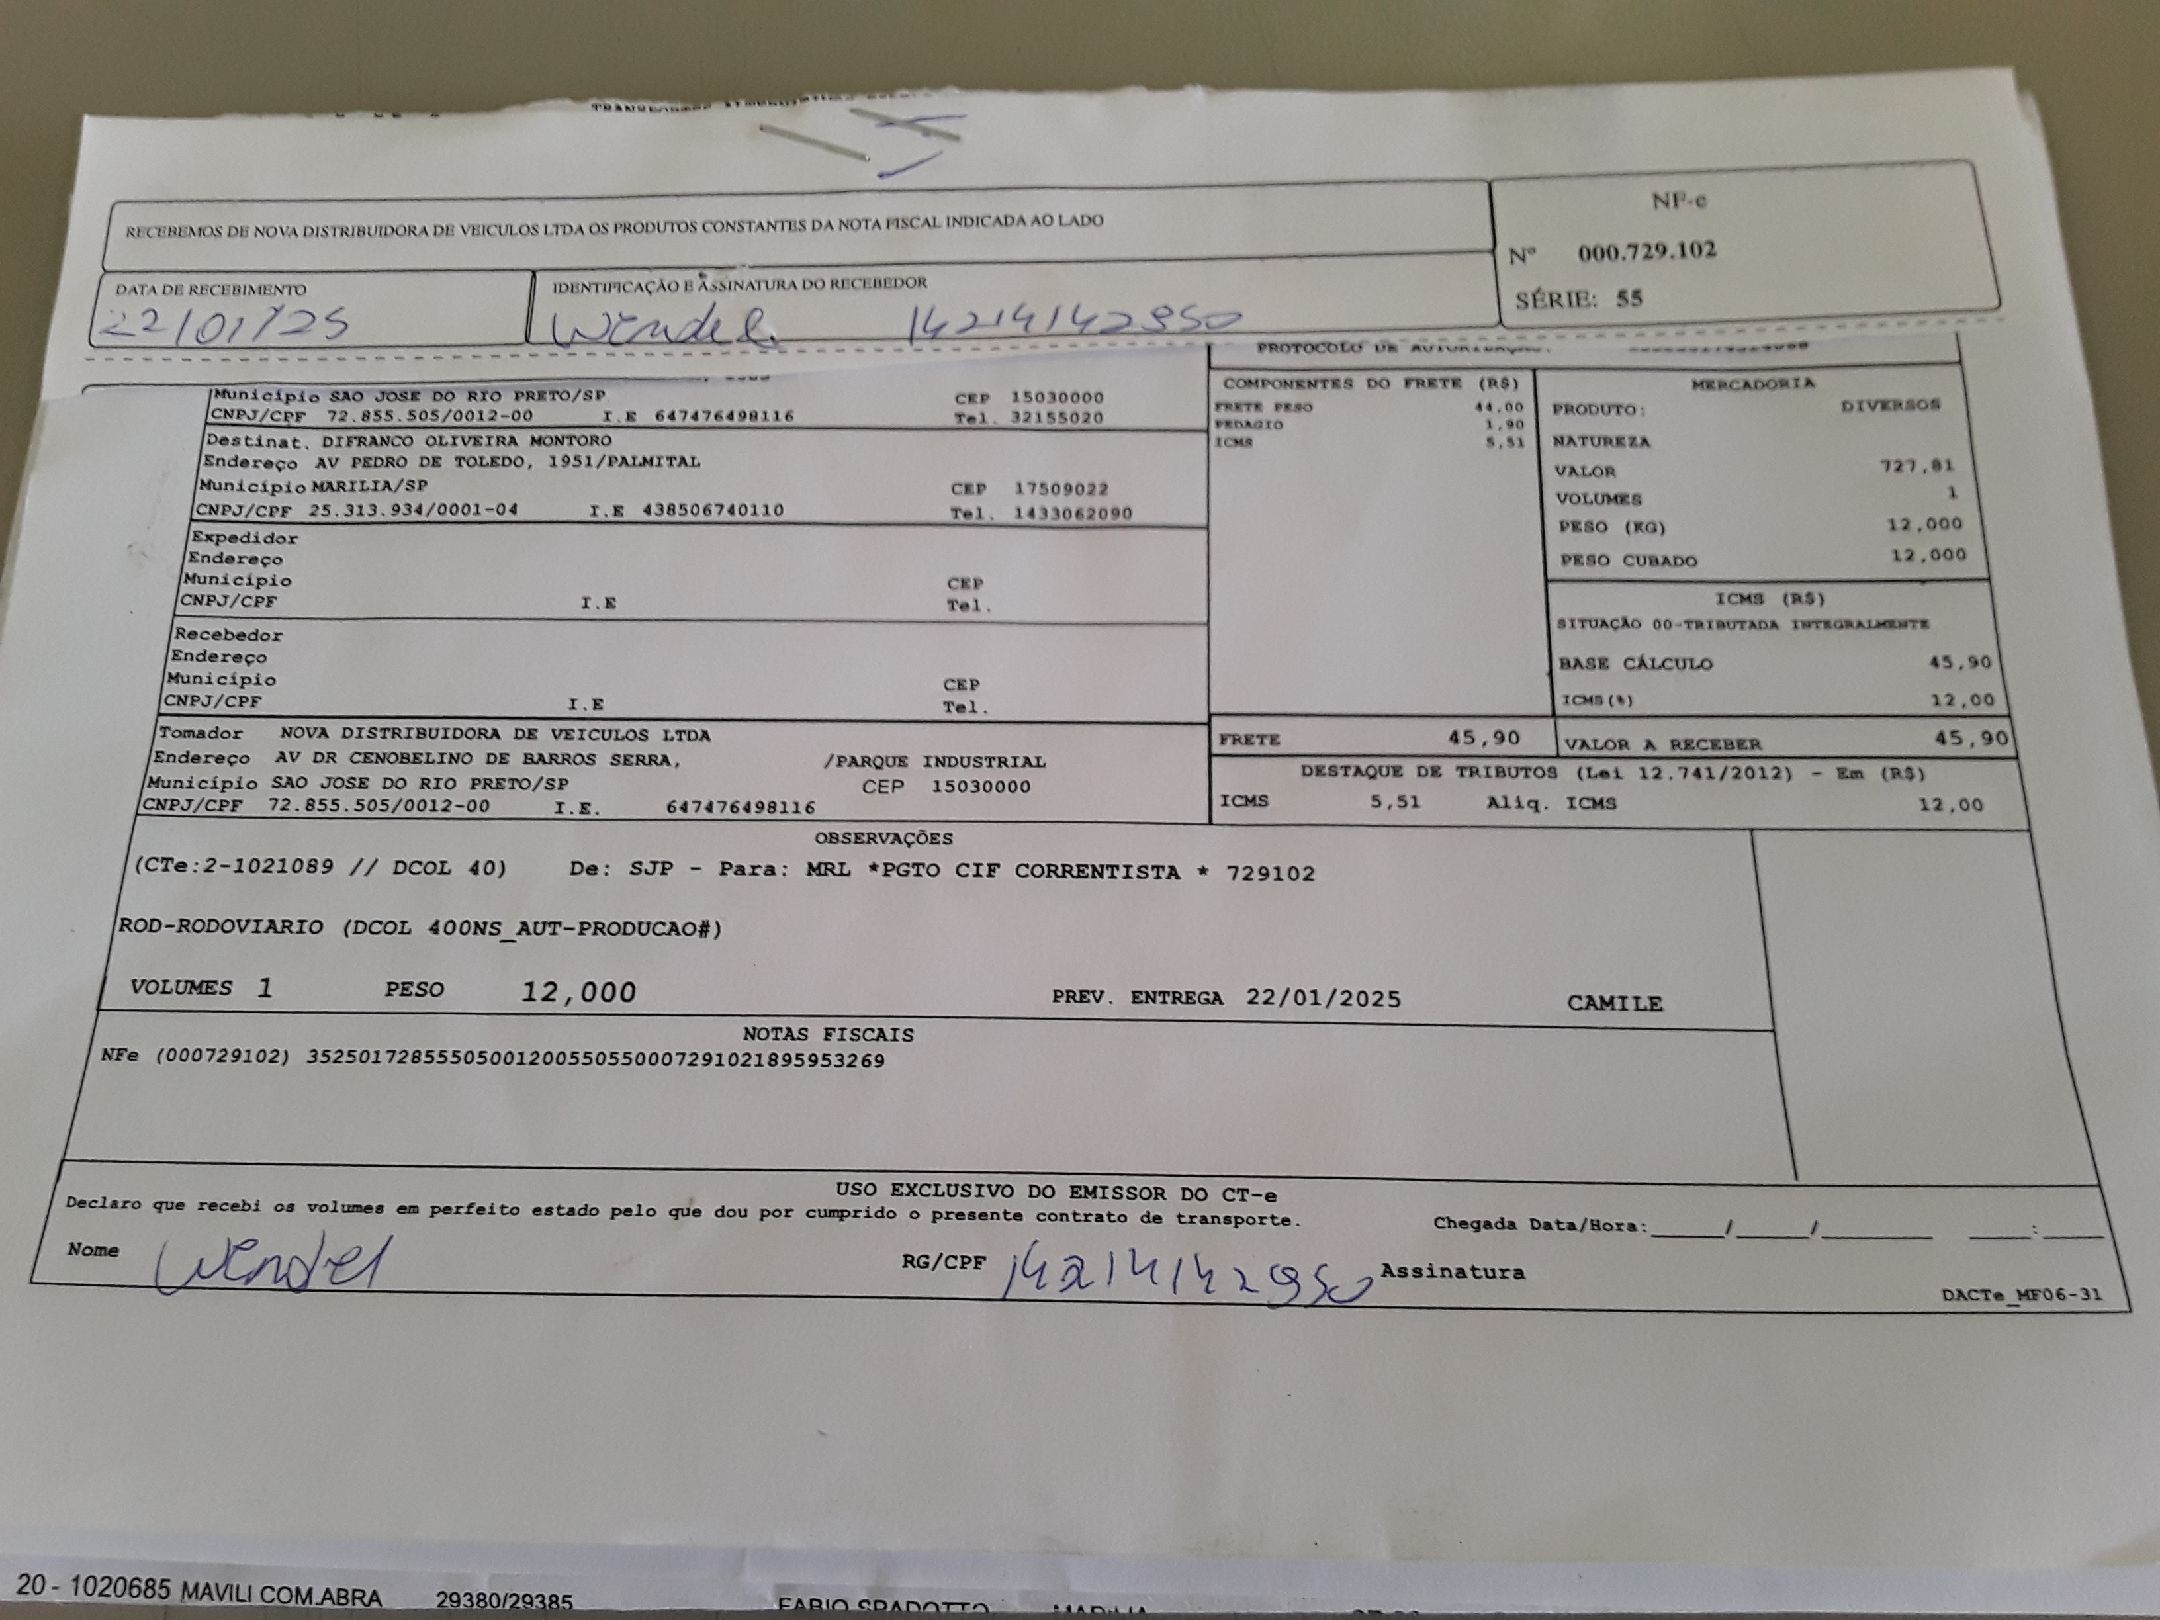 RECEBEMOS DE NOVA DISTRIBUIDORA DE VEICULOS LTDA OS PRODUTOS CONSTANTES DA NOTA FISCAL INDICADA AO LADO
NF-e
Nº 000.729.102
SÉRIE: 55
DATA DE RECEBIMENTO
22/01/25
IDENTIFICAÇÃO E ASSINATURA DO RECEBEDOR
Wendel 14214142950
PROTOCOLO DE AUTORIZAÇÃO:
Município SAO JOSE DO RIO PRETO/SP CEP 15030000
CNPJ/CPF 72.855.505/0012-00 I.E 647476498116 Tel. 32155020
Destinat. DIFRANCO OLIVEIRA MONTORO
Endereço AV PEDRO DE TOLEDO, 1951/PALMITAL
Município MARILIA/SP CEP 17509022
CNPJ/CPF 25.313.934/0001-04 I.E 438506740110 Tel. 1433062090
Expedidor
Endereço
Município CEP
CNPJ/CPF I.E Tel.
Recebedor
Endereço
Município CEP
CNPJ/CPF I.E Tel.
Tomador NOVA DISTRIBUIDORA DE VEICULOS LTDA
Endereço AV DR CENOBELINO DE BARROS SERRA, /PARQUE INDUSTRIAL
Município SAO JOSE DO RIO PRETO/SP CEP 15030000
CNPJ/CPF 72.855.505/0012-00 I.E. 647476498116
COMPONENTES DO FRETE (R$)
FRETE PESO 44,00
PEDAGIO 1,90
ICMS 5,51
MERCADORIA
PRODUTO: DIVERSOS
NATUREZA
VALOR 727,81
VOLUMES 1
PESO (KG) 12,000
PESO CUBADO 12,000
ICMS (R$)
SITUAÇÃO 00-TRIBUTADA INTEGRALMENTE
BASE CÁLCULO 45,90
ICMS(%) 12,00
FRETE 45,90 VALOR A RECEBER 45,90
DESTAQUE DE TRIBUTOS (Lei 12.741/2012) - Em (R$)
ICMS 5,51 Aliq. ICMS 12,00
OBSERVAÇÕES
(CTe:2-1021089 // DCOL 40) De: SJP - Para: MRL *PGTO CIF CORRENTISTA * 729102
ROD-RODOVIARIO (DCOL 400NS_AUT-PRODUCAO#)
VOLUMES 1 PESO 12,000 PREV. ENTREGA 22/01/2025 CAMILE
NOTAS FISCAIS
NFe (000729102) 35250172855505001200550550007291021895953269
USO EXCLUSIVO DO EMISSOR DO CT-e
Declaro que recebi os volumes em perfeito estado pelo que dou por cumprido o presente contrato de transporte. Chegada Data/Hora:____/____/______ ____:____
Nome Wendel RG/CPF 14214142950 Assinatura
DACTe_MF06-31
20 - 1020685 MAVILI COM.ABRA 29380/29385 FABIO SPADOTTO MARILIA